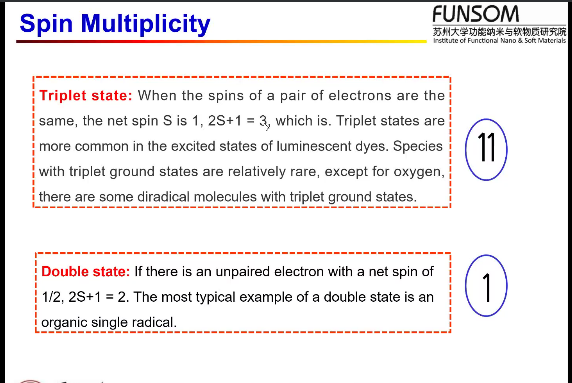 Spin Multiplicity
FUNSOM
苏州大学功能纳米与软物质研究院
Institute of Functional Nano & Soft Materials
Triplet state: When the spins of a pair of electrons are the
same, the net spin S is 1, 2S+1 = 3, which is. Triplet states are
more common in the excited states of luminescent dyes. Species
with triplet ground states are relatively rare, except for oxygen,
there are some diradical molecules with triplet ground states.
11
Double state: If there is an unpaired electron with a net spin of
1/2, 2S+1 = 2. The most typical example of a double state is an
organic single radical.
1